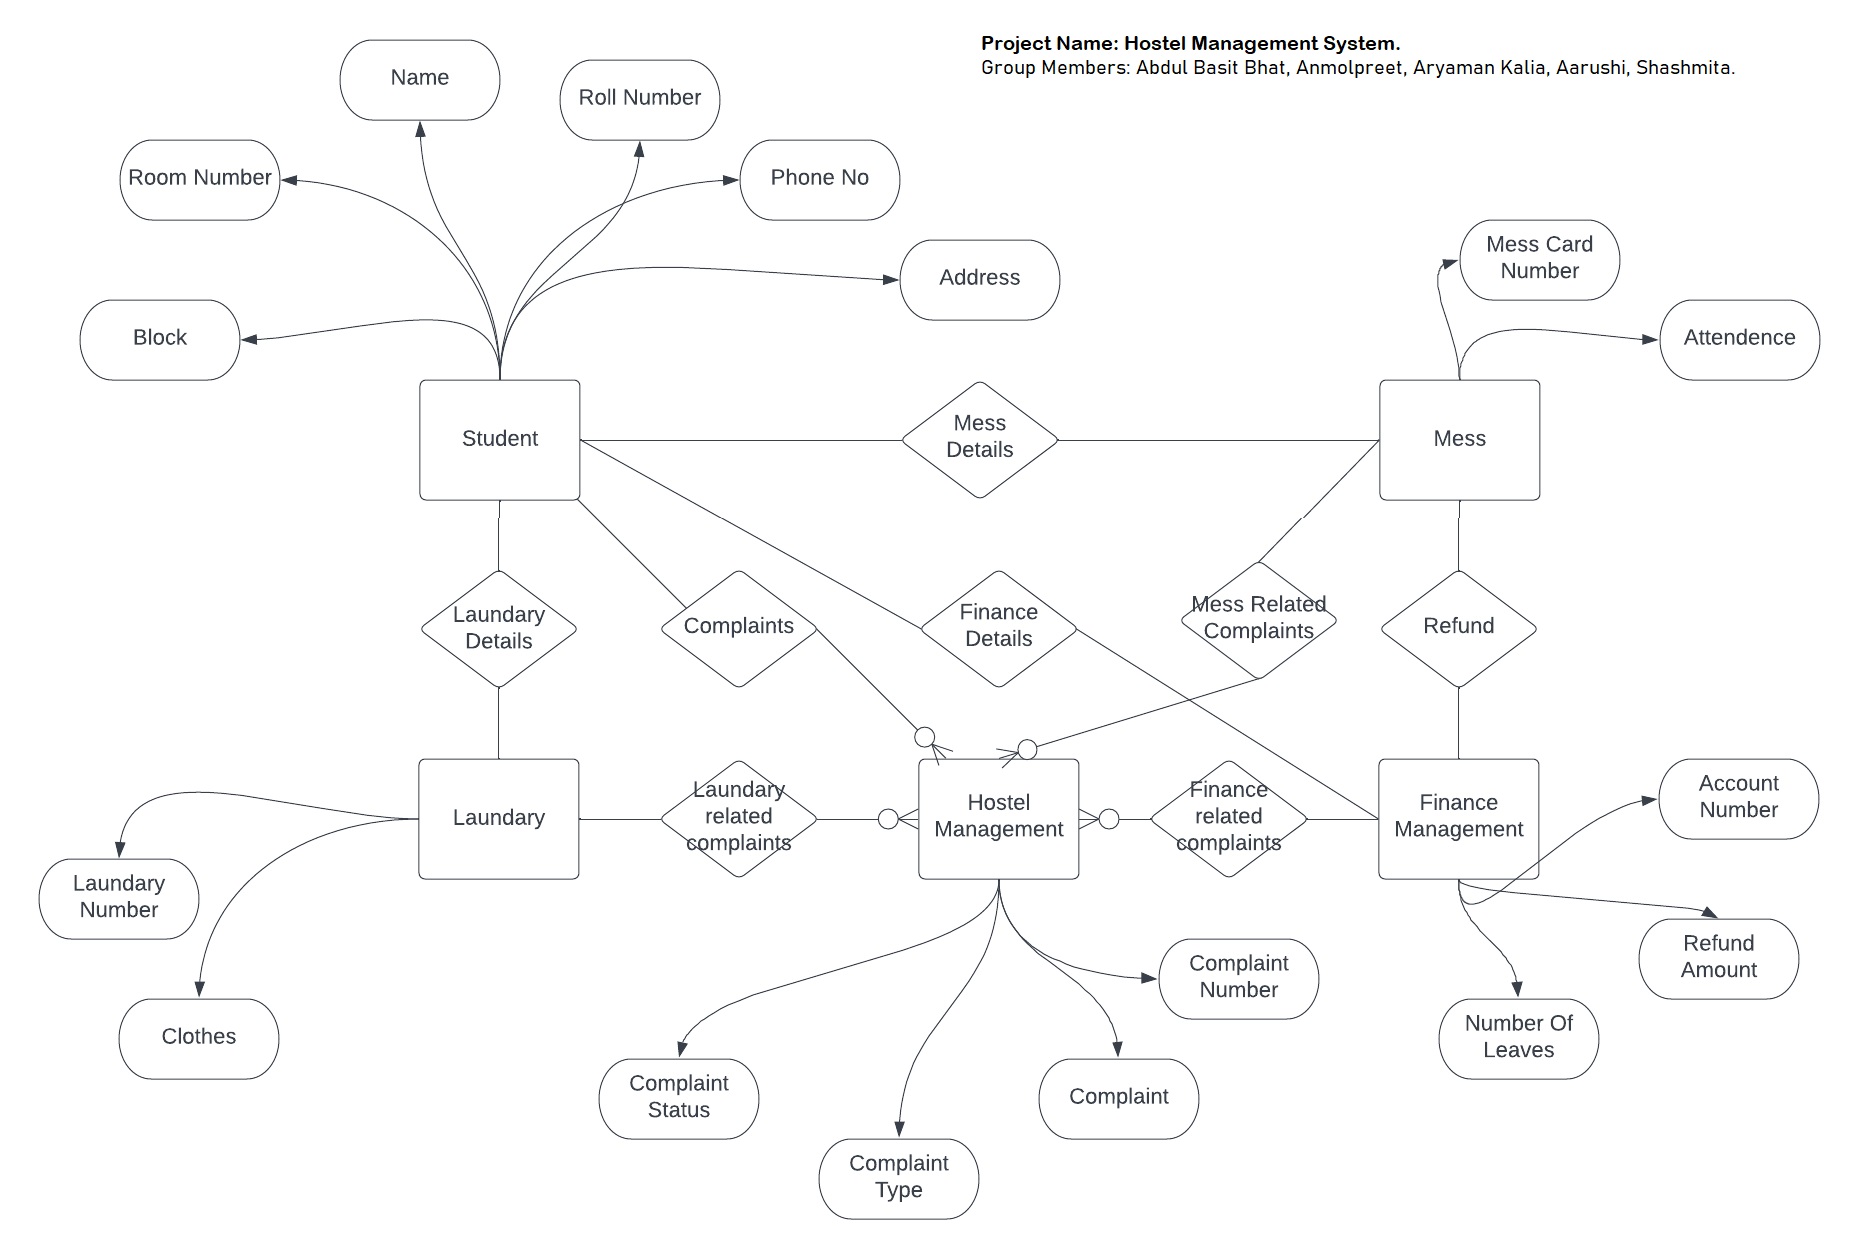 Project Name: Hostel Management System.
Group Members: Abdul Basit Bhat, Anmolpreet, Aryaman Kalia, Aarushi, Shashmita.
Name
Roll Number
Room Number
Phone No
Mess Card
Number
Address
Block
Attendence
Student
Mess
Details
Mess
Laundary
Details
Complaints
Finance
Details
Mess Related
Complaints
Refund
Laundary
Laundary
related
complaints
Hostel
Management
Finance
related
complaints
Finance
Management
Account
Number
Laundary
Number
Refund
Amount
Complaint
Number
Clothes
Number Of
Leaves
Complaint
Status
Complaint
Complaint
Type